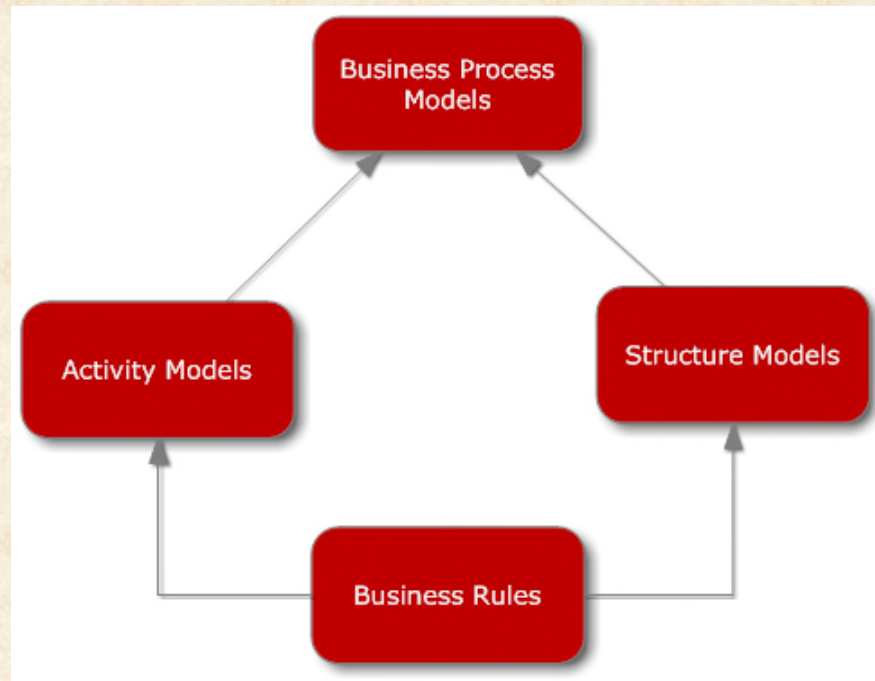 Business Process
Models
Activity Models
Structure Models
Business Rules